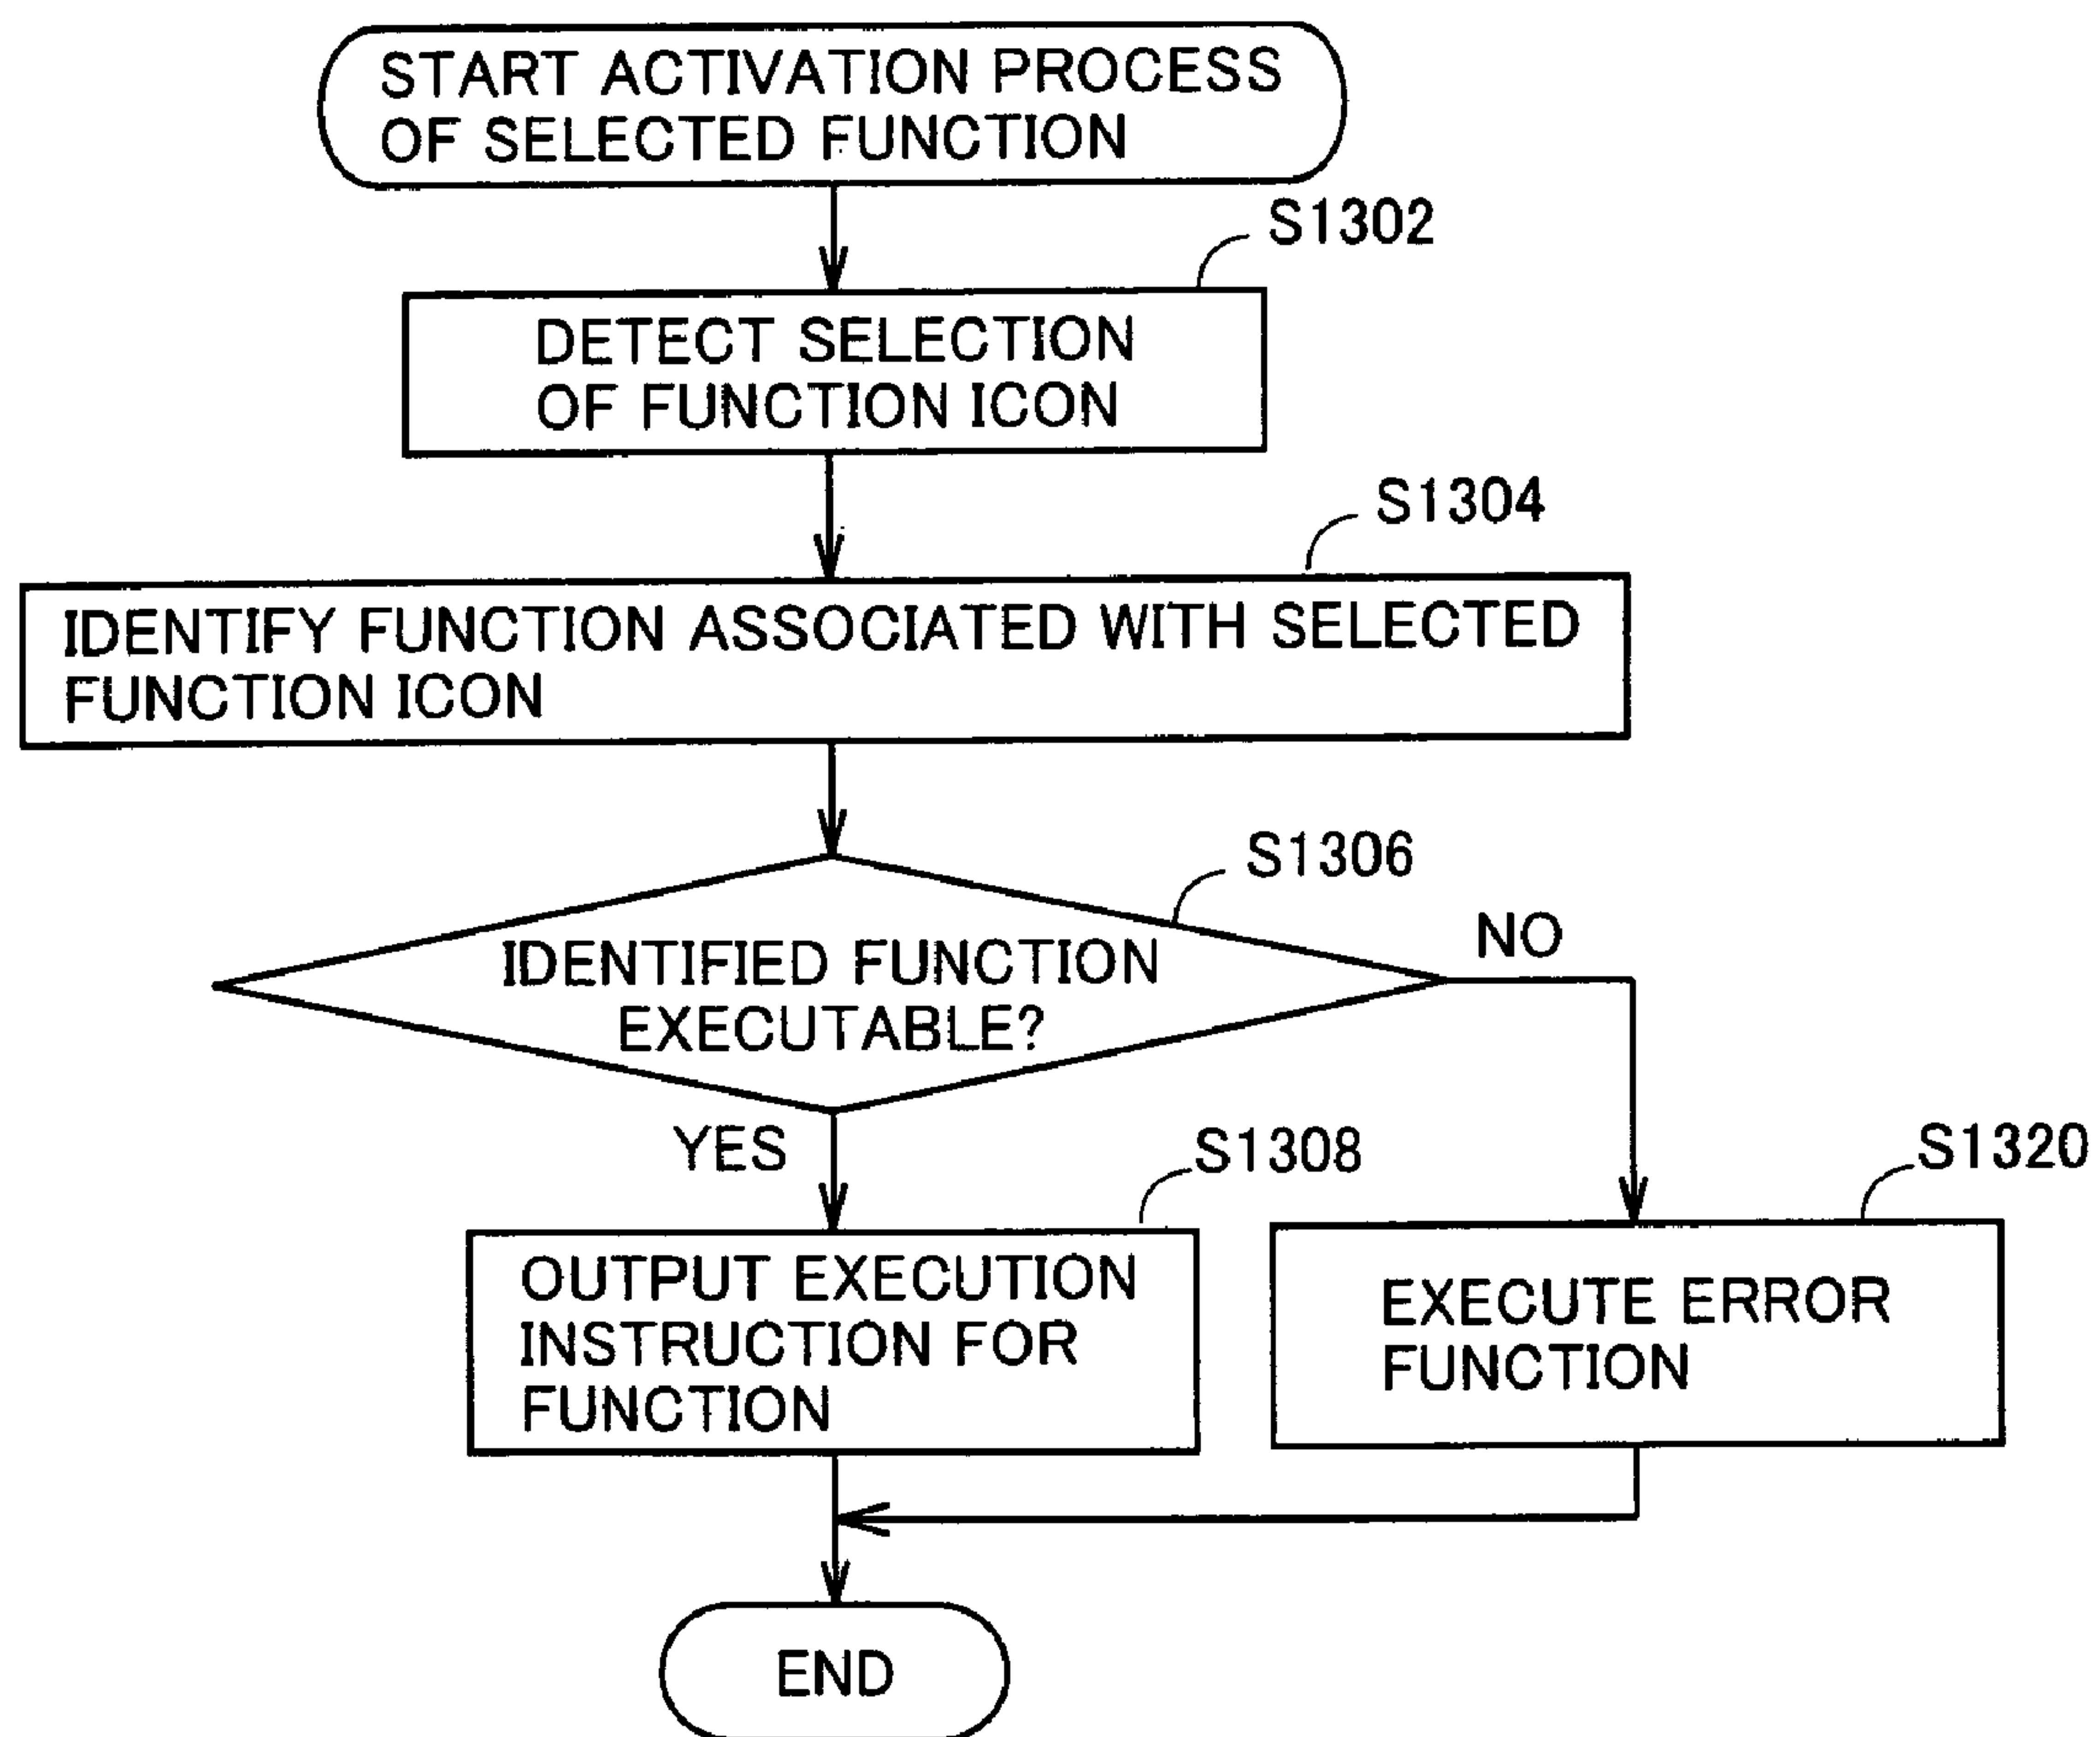 START ACTIVATION PROCESS
OF SELECTED FUNCTION
S1302
DETECT SELECTION
OF FUNCTION ICON
S1304
IDENTIFY FUNCTION ASSOCIATED WITH SELECTED
FUNCTION ICON
S1306
NO
IDENTIFIED FUNCTION
EXECUTABLE?
YES
S1308
S1320
OUTPUT EXECUTION
INSTRUCTION FOR
FUNCTION
EXECUTE ERROR
FUNCTION
END